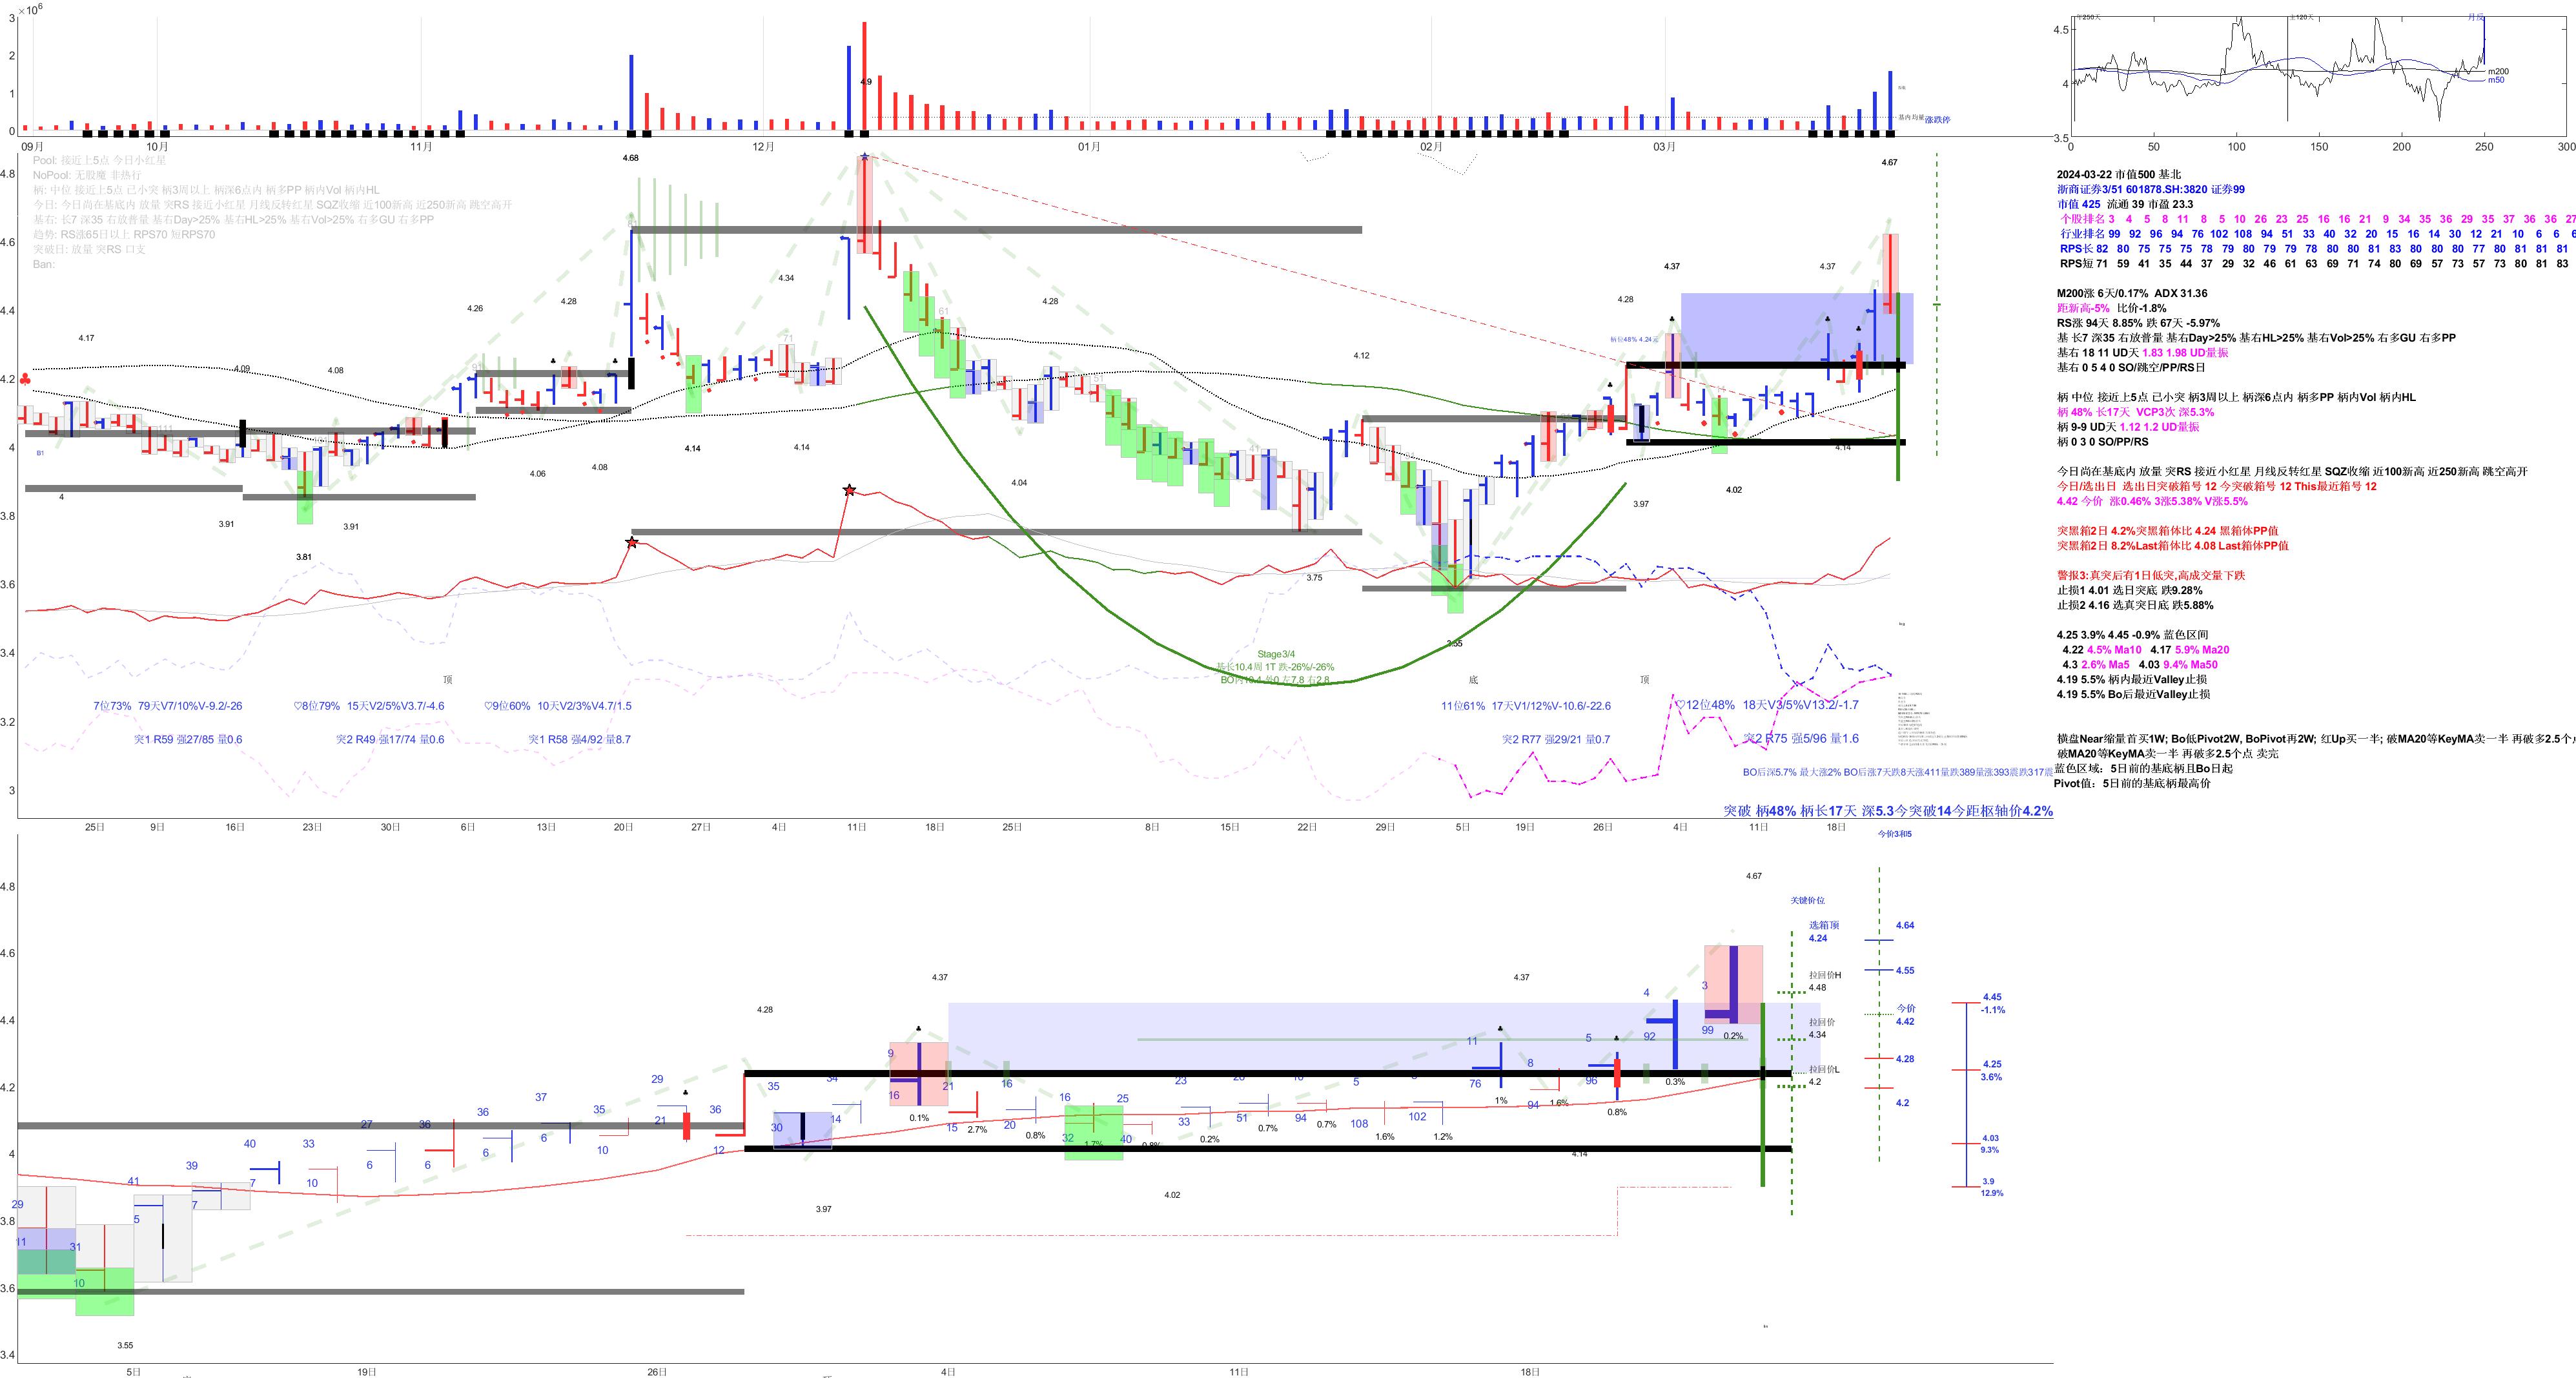 ×10⁶
3
2
1
0
4.9
基内 均量 涨跌停
09月 10月 11月 12月 01月 02月 03月
Pool: 接近上5点 今日小红星
NoPool: 无股魔 非热行
柄: 中位 接近上5点 已小突 柄3周以上 柄深6点内 柄多PP 柄内Vol 柄内HL
今日: 今日尚在基底内 放量 突RS 接近小红星 月线反转红星 SQZ收缩 近100新高 近250新高 跳空高开
基右: 长7 深35 右放普量 基右Day>25% 基右HL>25% 基右Vol>25% 右多GU 右多PP
趋势: RS涨65日以上 RPS70 短RPS70
突破日: 放量 突RS 口支
Ban:
4.8
4.6
4.4
4.2
4
3.8
3.6
3.4
3.2
3
4.17
4.09
4.08
4.26
4.28
4.68
4.34
4.28
4.12
4.28
4.37
4.37
4.67
柄位48% 4.24元
B1
4
3.91
3.81
3.91
4.06
4.08
4.14
4.14
4.04
3.75
3.55
3.97
4.02
4.14
Stage3/4
基长10.4周 1T 跌-26%/-26%
BO内10.4 处0 左7.8 右2.8
顶 底 顶
7位73% 79天V7/10%V-9.2/-26
♡8位79% 15天V2/5%V3.7/-4.6
♡9位60% 10天V2/3%V4.7/1.5
11位61% 17天V1/12%V-10.6/-22.6
♡12位48% 18天V3/5%V13.2/-1.7
突1 R59 强27/85 量0.6
突2 R49 强17/74 量0.6
突1 R58 强4/92 量8.7
突2 R77 强29/21 量0.7
突2 R75 强5/96 量1.6
BO后深5.7% 最大涨2% BO后涨7天跌8天涨411量跌389量涨393震跌317震
突破 柄48% 柄长17天 深5.3今突破14今距枢轴价4.2%
25日 9日 16日 23日 30日 6日 13日 20日 27日 4日 11日 18日 25日 8日 15日 22日 29日 5日 19日 26日 4日 11日 18日
今价3和5
4.5
4
3.5
年250天
主120天
月反
m200
m50
0 50 100 150 200 250 300
2024-03-22 市值500 基北
浙商证券3/51 601878.SH:3820 证券99
市值 425 流通 39 市盈 23.3
个股排名 3 4 5 8 11 8 5 10 26 23 25 16 16 21 9 34 35 36 29 35 37 36 36 27
行业排名 99 92 96 94 76 102 108 94 51 33 40 32 20 15 16 14 30 12 21 10 6 6 6
RPS长 82 80 75 75 75 78 79 80 79 79 78 80 80 81 83 80 80 80 77 80 81 81 81
RPS短 71 59 41 35 44 37 29 32 46 61 63 69 71 74 80 69 57 73 57 73 80 81 83
M200涨 6天/0.17% ADX 31.36
距新高-5% 比价-1.8%
RS涨 94天 8.85% 跌 67天 -5.97%
基 长7 深35 右放普量 基右Day>25% 基右HL>25% 基右Vol>25% 右多GU 右多PP
基右 18 11 UD天 1.83 1.98 UD量振
基右 0 5 4 0 SO/跳空/PP/RS日
柄 中位 接近上5点 已小突 柄3周以上 柄深6点内 柄多PP 柄内Vol 柄内HL
柄 48% 长17天 VCP3次 深5.3%
柄 9-9 UD天 1.12 1.2 UD量振
柄 0 3 0 SO/PP/RS
今日尚在基底内 放量 突RS 接近小红星 月线反转红星 SQZ收缩 近100新高 近250新高 跳空高开
今日/选出日 选出日突破箱号 12 今突破箱号 12 This最近箱号 12
4.42 今价 涨0.46% 3涨5.38% V涨5.5%
突黑箱2日 4.2%突黑箱体比 4.24 黑箱体PP值
突黑箱2日 8.2%Last箱体比 4.08 Last箱体PP值
警报3:真突后有1日低突,高成交量下跌
止损1 4.01 选日突底 跌9.28%
止损2 4.16 选真突日底 跌5.88%
4.25 3.9% 4.45 -0.9% 蓝色区间
4.22 4.5% Ma10 4.17 5.9% Ma20
4.3 2.6% Ma5 4.03 9.4% Ma50
4.19 5.5% 柄内最近Valley止损
4.19 5.5% Bo后最近Valley止损
横盘Near缩量首买1W; Bo低Pivot2W, BoPivot再2W; 红Up买一半; 破MA20等KeyMA卖一半 再破多2.5个
破MA20等KeyMA卖一半 再破多2.5个点 卖完
蓝色区域：5日前的基底柄且Bo日起
Pivot值：5日前的基底柄最高价
4.8
4.6
4.4
4.2
4
3.8
3.6
3.4
4.28
4.37
4.37
4.67
3.55
3.97
4.02
4.14
29 31 41 39 40 33 27 36 36 37 35 29 36 35 34 9 21 16 16 25 23 5 11 8 5 4 3
11 10 5 7 7 10 6 6 6 6 10 21 12 30 14 16 15 20 32 40 33 51 94 108 102 76 94 96 92 99
0.1% 2.7% 0.8% 1.7% 0.8% 0.2% 0.7% 0.7% 1.6% 1.2% 1% 1.6% 0.8% 0.3% 0.2%
关键价位
选箱顶
4.24
拉回价H
4.48
拉回价
4.34
拉回价L
4.2
4.64
4.55
今价
4.42
4.28
4.2
4.45
-1.1%
4.25
3.6%
4.03
9.3%
3.9
12.9%
5日 19日 26日 4日 11日 18日